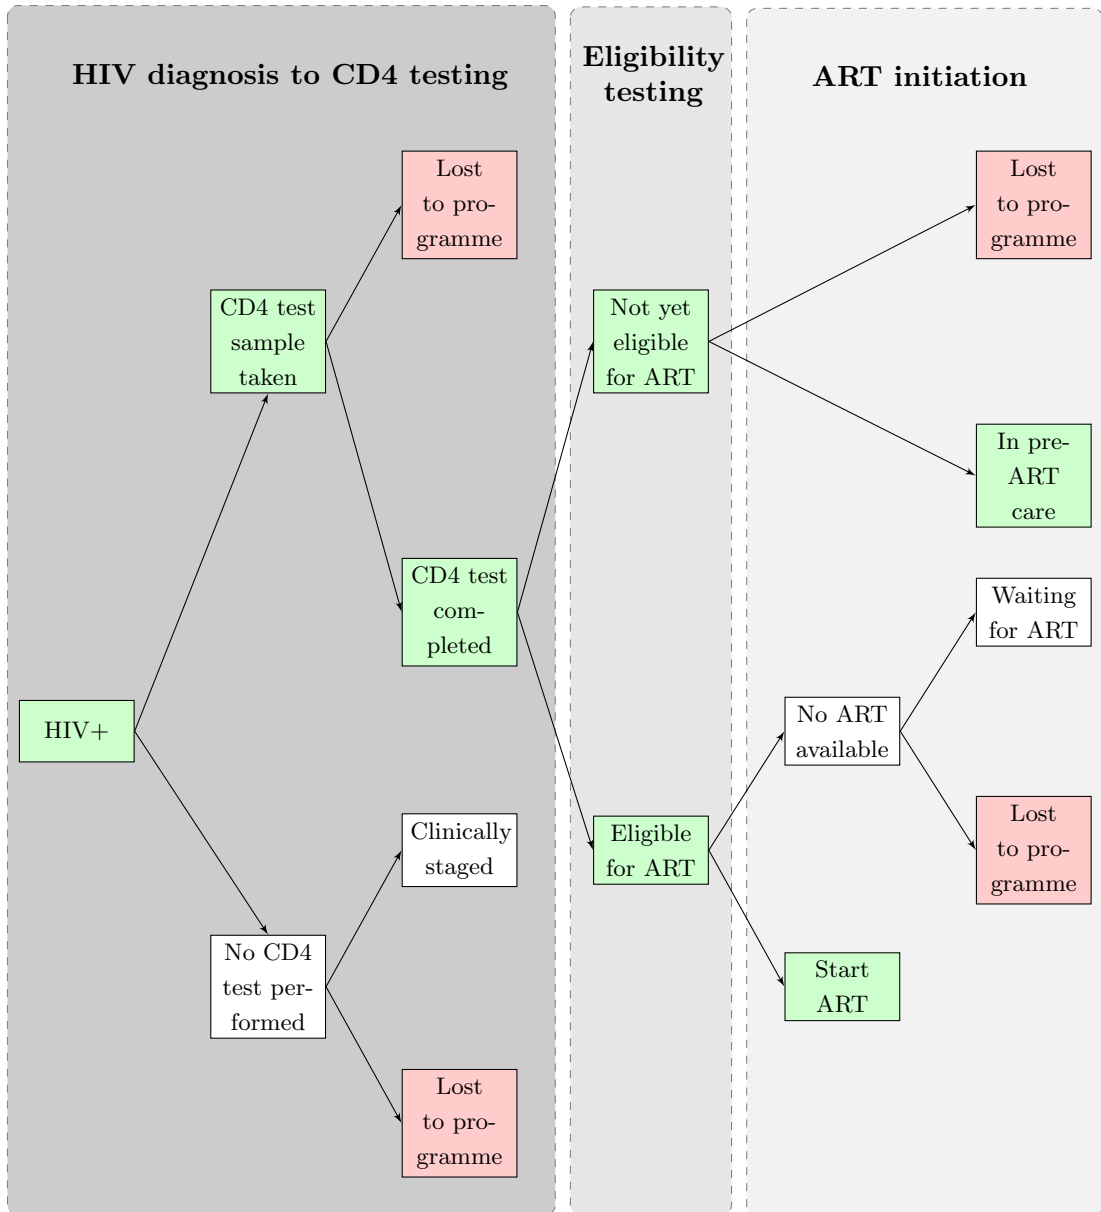 HIV diagnosis to CD4 testing
Eligibility
testing
ART initiation
Lost
to pro-
gramme
CD4 test
sample
taken
CD4 test
com-
pleted
HIV+
Clinically
staged
No CD4
test per-
formed
Lost
to pro-
gramme
Not yet
eligible
for ART
Eligible
for ART
Lost
to pro-
gramme
In pre-
ART
care
Waiting
for ART
No ART
available
Lost
to pro-
gramme
Start
ART